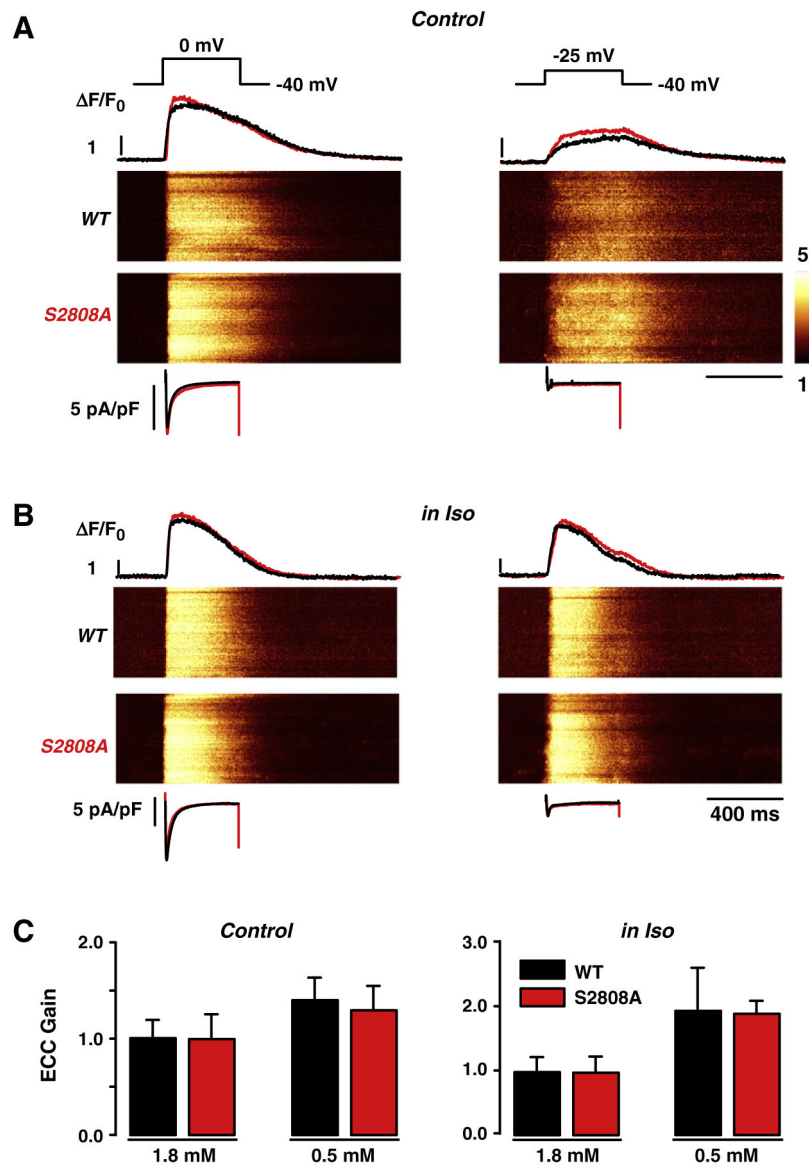 A
Control
0 mV
-40 mV
-25 mV
-40 mV
ΔF/F0
1
WT
S2808A
5
1
5 pA/pF
B
in Iso
ΔF/F0
1
WT
S2808A
5 pA/pF
400 ms
C
Control
in Iso
ECC Gain
2.0
1.0
0.0
1.8 mM
0.5 mM
3.0
2.0
1.0
0.0
WT
S2808A
1.8 mM
0.5 mM